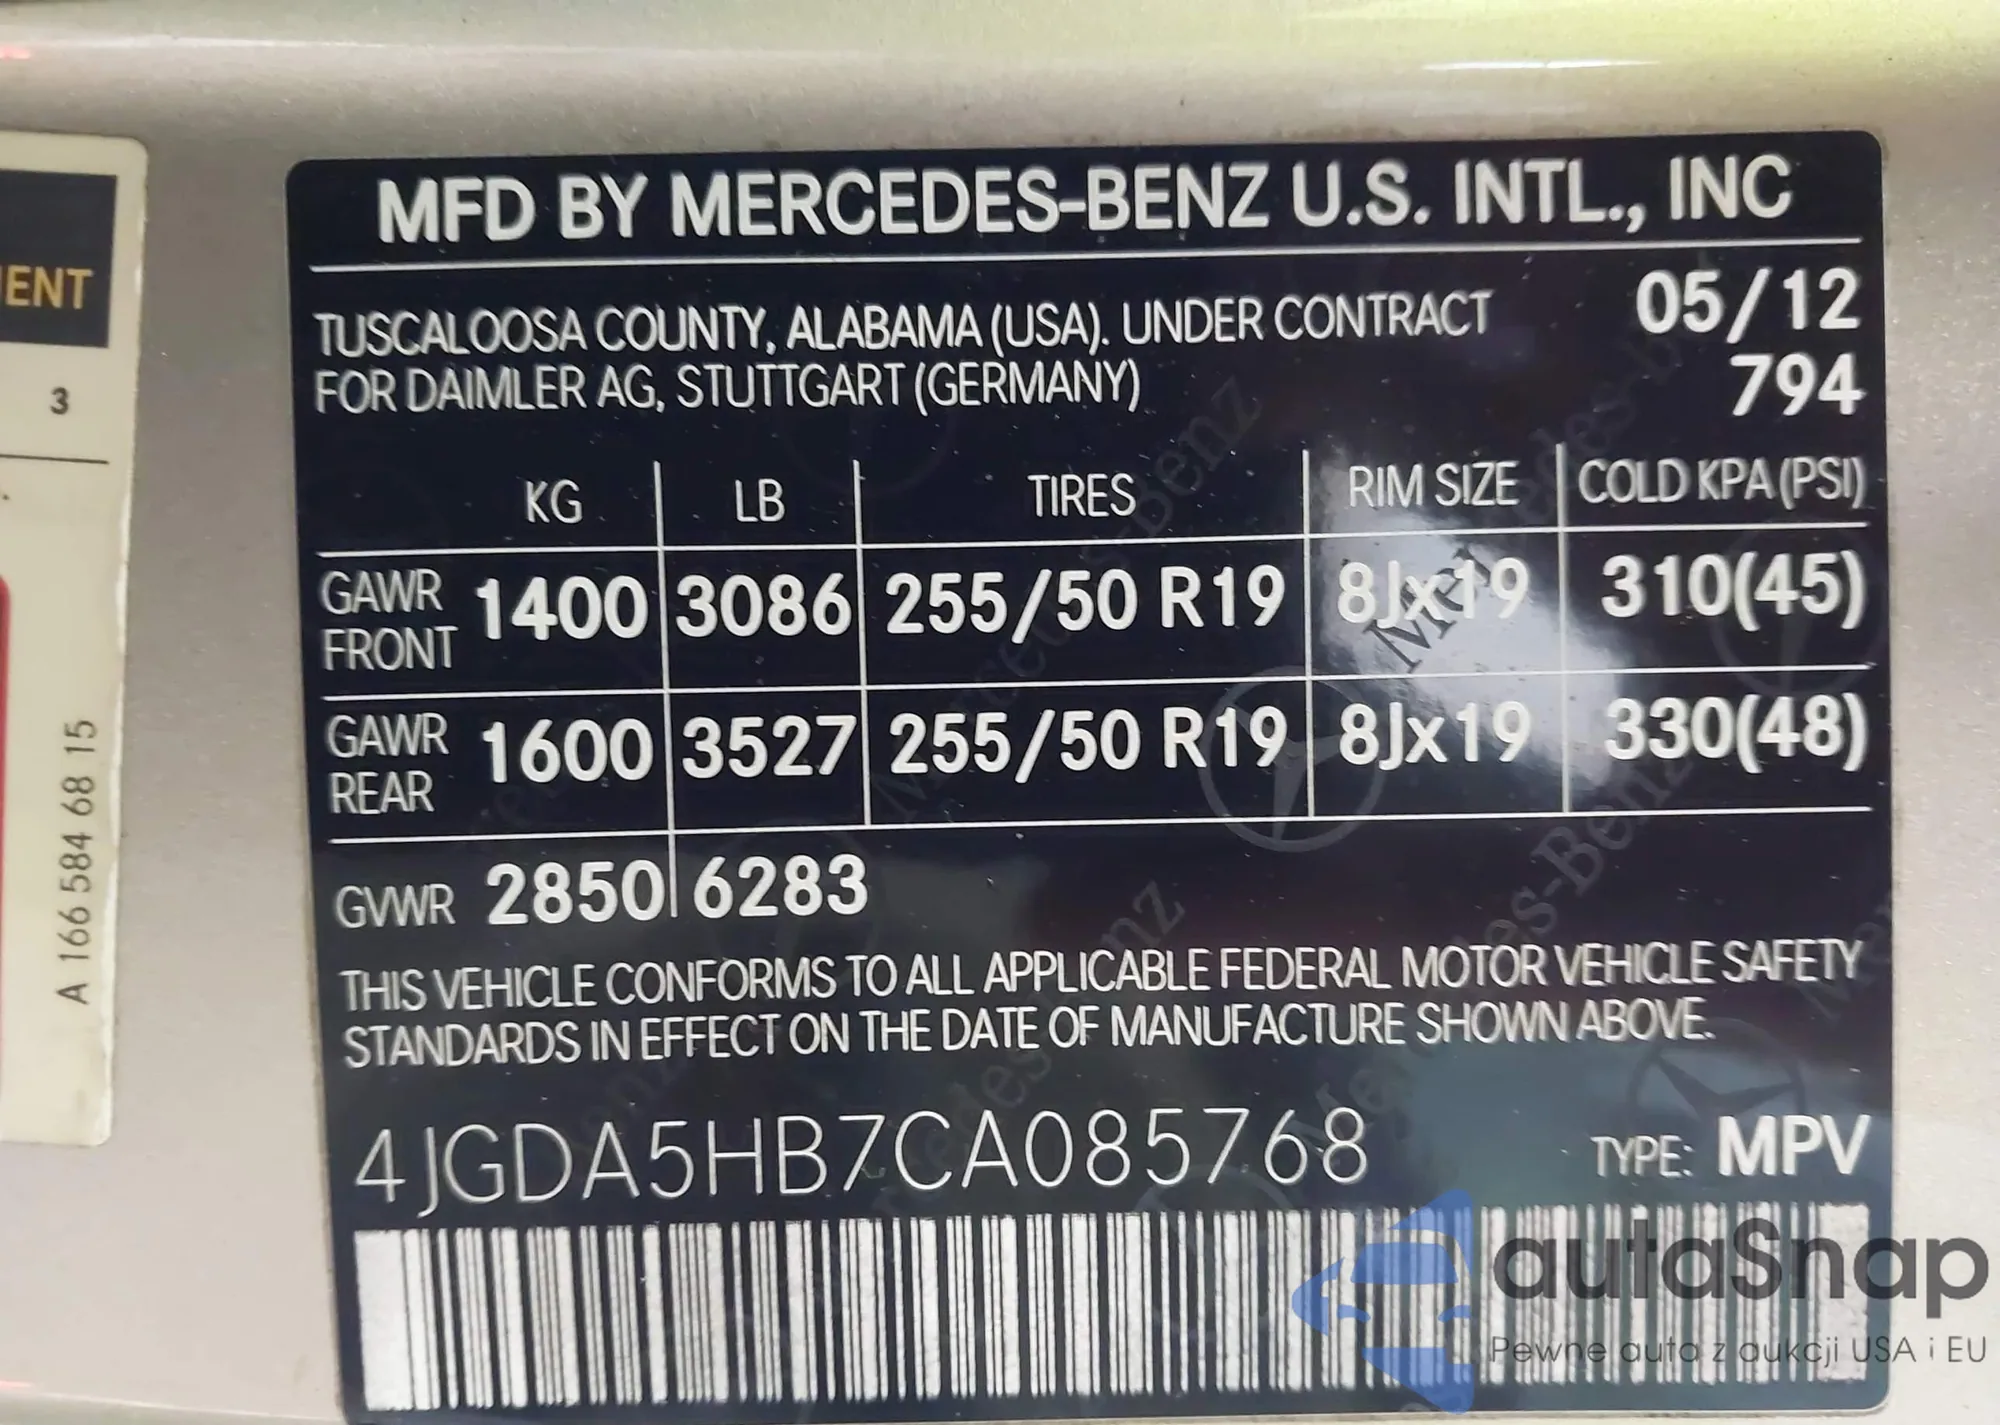 ENT
3
A 166 584 68 15
MFD BY MERCEDES-BENZ U.S. INTL., INC
TUSCALOOSA COUNTY, ALABAMA (USA). UNDER CONTRACT 05/12
FOR DAIMLER AG, STUTTGART (GERMANY) 794
KG LB TIRES RIM SIZE COLD KPA (PSI)
GAWR FRONT 1400 3086 255/50 R19 8Jx19 310(45)
GAWR REAR 1600 3527 255/50 R19 8Jx19 330(48)
GVWR 2850 6283
THIS VEHICLE CONFORMS TO ALL APPLICABLE FEDERAL MOTOR VEHICLE SAFETY
STANDARDS IN EFFECT ON THE DATE OF MANUFACTURE SHOWN ABOVE.
4JGDA5HB7CA085768 TYPE: MPV
autaSnap
Pewne auta z aukcji USA i EU